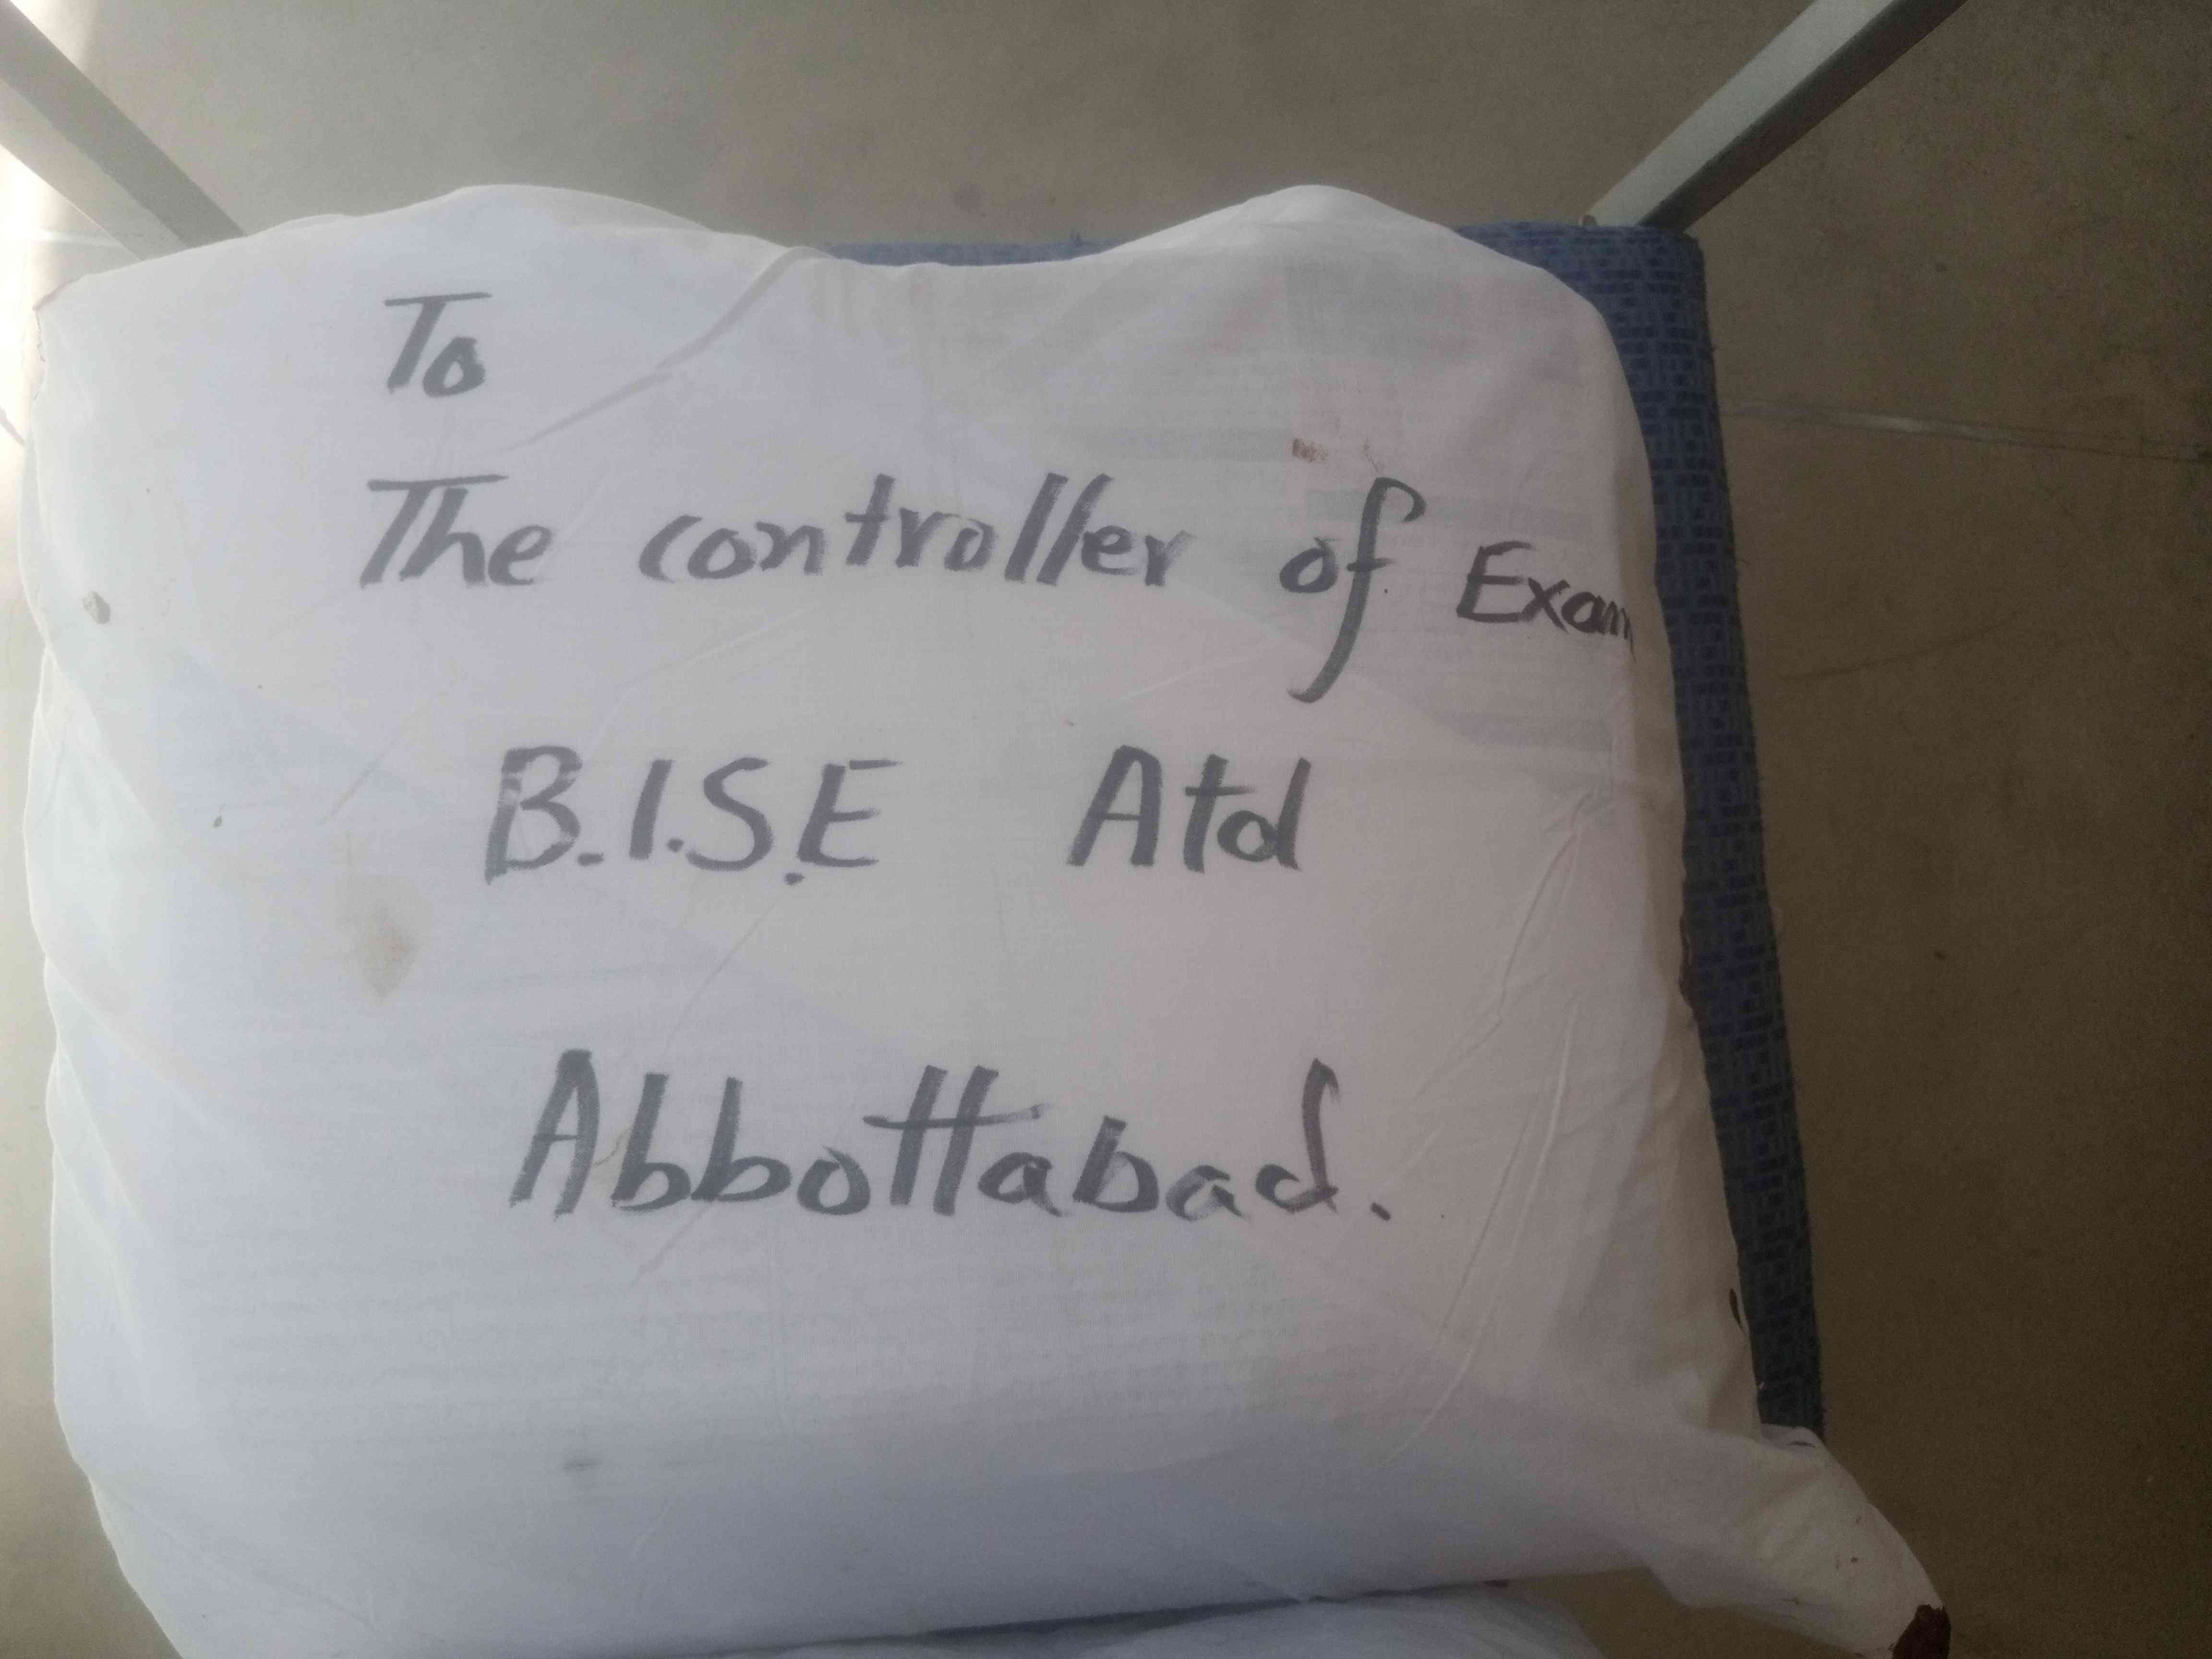 To
The controller of Exam
B.I.S.E Atd
Abbottabad.